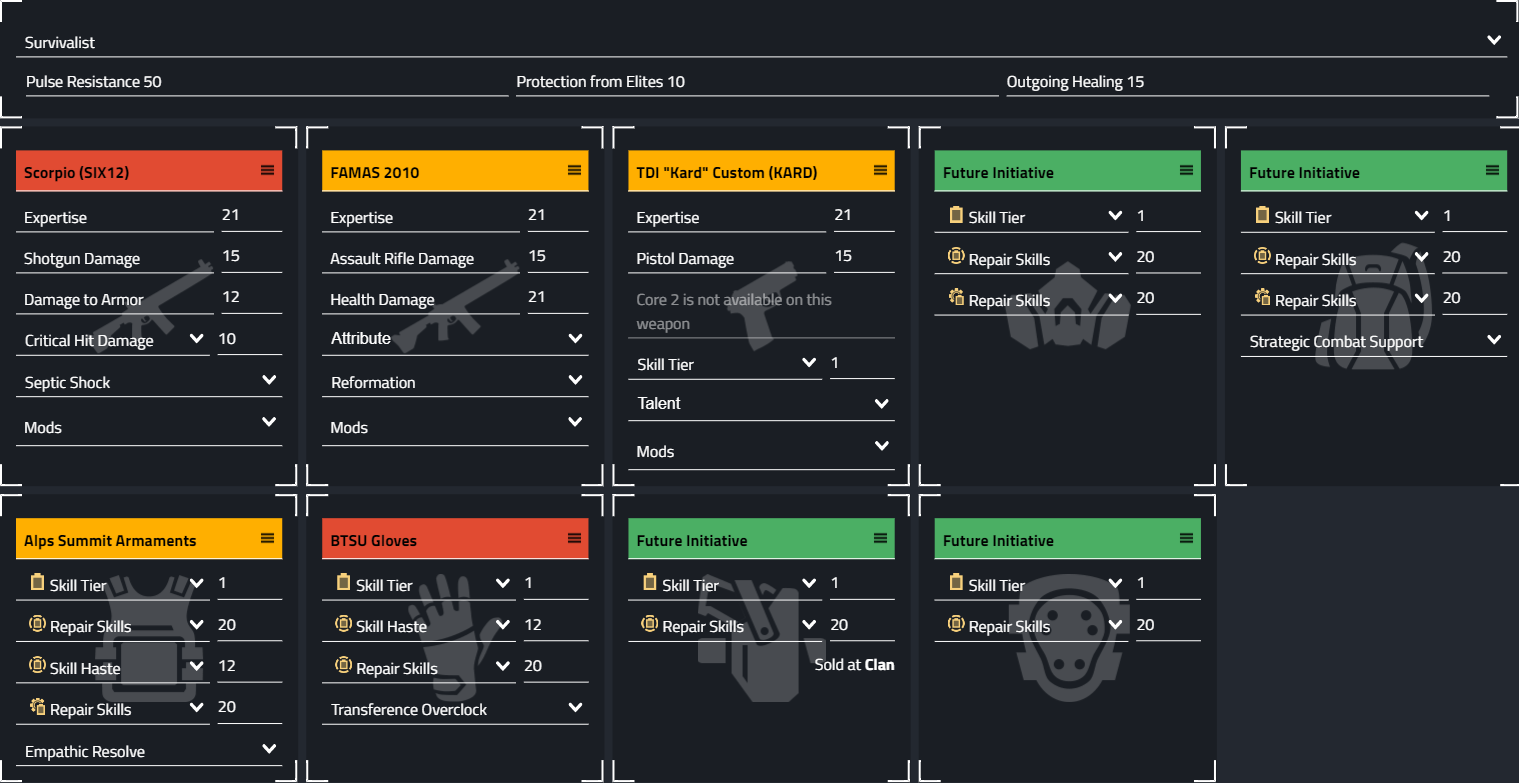 Survivalist
Pulse Resistance 50
Protection from Elites 10
Outgoing Healing 15
Scorpio (SIX12)
Expertise 21
Shotgun Damage 15
Damage to Armor 12
Critical Hit Damage 10
Septic Shock
Mods
FAMAS 2010
Expertise 21
Assault Rifle Damage 15
Health Damage 21
Attribute
Reformation
Mods
TDI "Kard" Custom (KARD)
Expertise 21
Pistol Damage 15
Core 2 is not available on this
weapon
Skill Tier 1
Talent
Mods
Future Initiative
Skill Tier 1
Repair Skills 20
Repair Skills 20
Future Initiative
Skill Tier 1
Repair Skills 20
Repair Skills 20
Strategic Combat Support
Alps Summit Armaments
Skill Tier 1
Repair Skills 20
Skill Haste 12
Repair Skills 20
Empathic Resolve
BTSU Gloves
Skill Tier 1
Skill Haste 12
Repair Skills 20
Transference Overclock
Future Initiative
Skill Tier 1
Repair Skills 20
Sold at Clan
Future Initiative
Skill Tier 1
Repair Skills 20